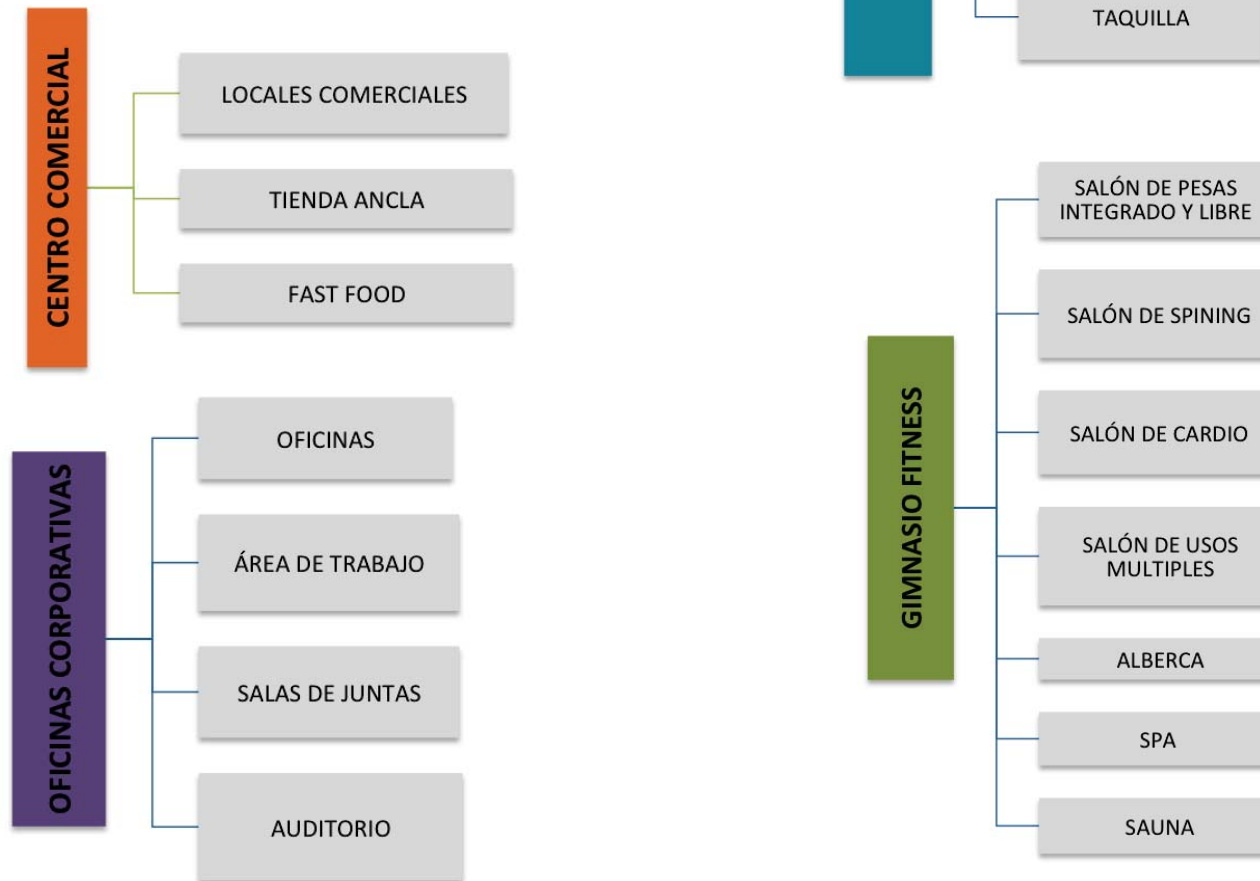 CENTRO COMERCIAL
LOCALES COMERCIALES
TIENDA ANCLA
FAST FOOD
OFICINAS CORPORATIVAS
OFICINAS
ÁREA DE TRABAJO
SALAS DE JUNTAS
AUDITORIO
TAQUILLA
GIMNASIO FITNESS
SALÓN DE PESAS
INTEGRADO Y LIBRE
SALÓN DE SPINING
SALÓN DE CARDIO
SALÓN DE USOS
MULTIPLES
ALBERCA
SPA
SAUNA